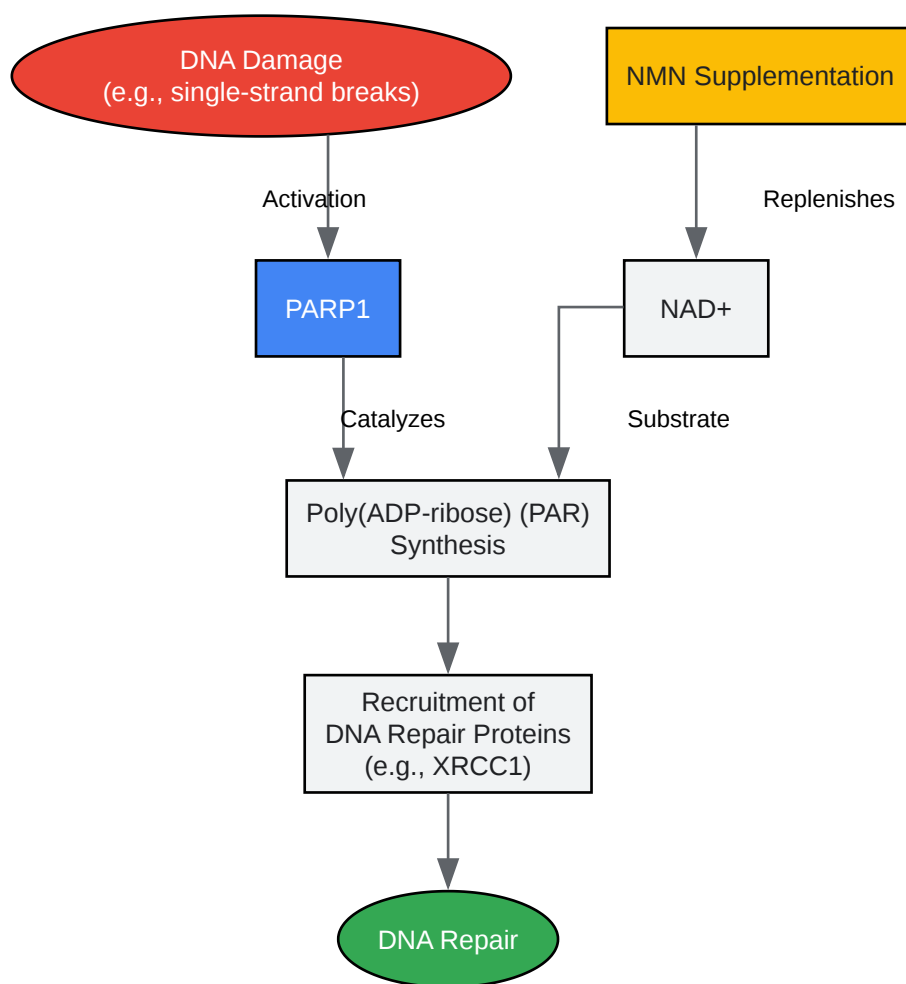 DNA Damage
(e.g., single-strand breaks)
NMN Supplementation
Activation
Replenishes
PARP1
NAD+
Catalyzes
Substrate
Poly(ADP-ribose) (PAR)
Synthesis
Recruitment of
DNA Repair Proteins
(e.g., XRCC1)
DNA Repair